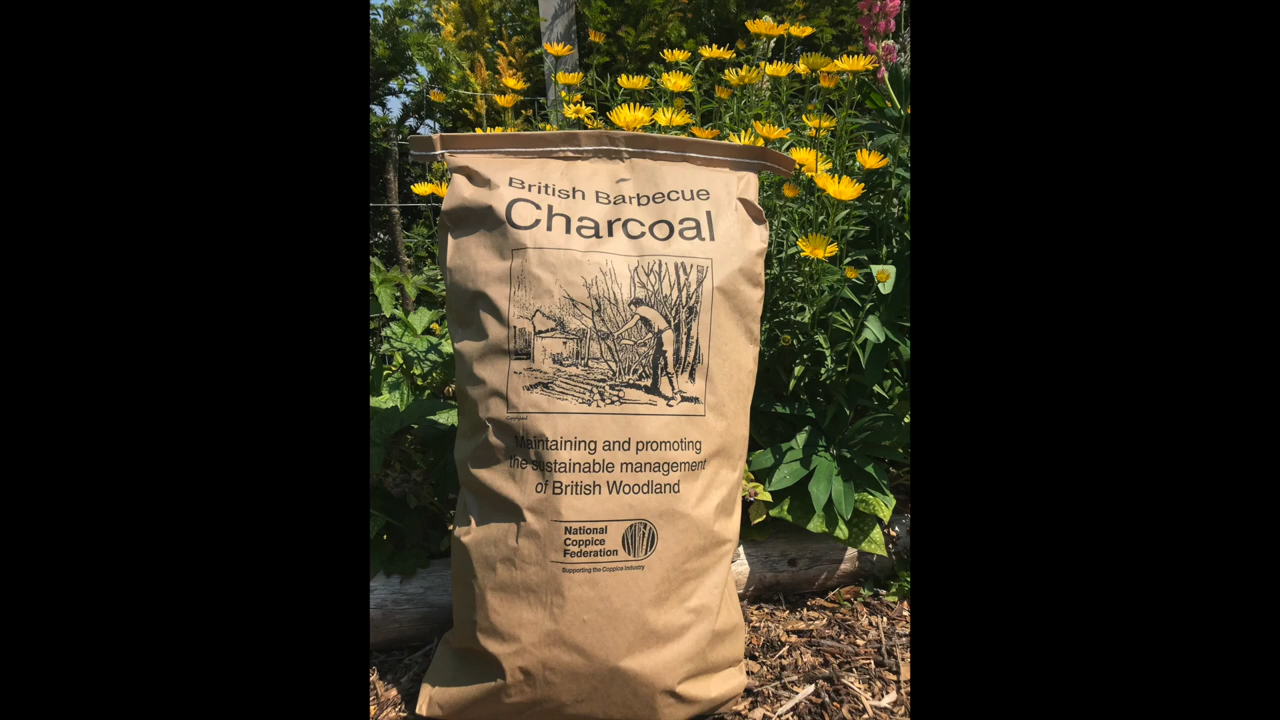 British Barbecue
Charcoal
Maintaining and promoting
the sustainable management
of British Woodland
National
Coppice
Federation
Supporting the Coppice Industry